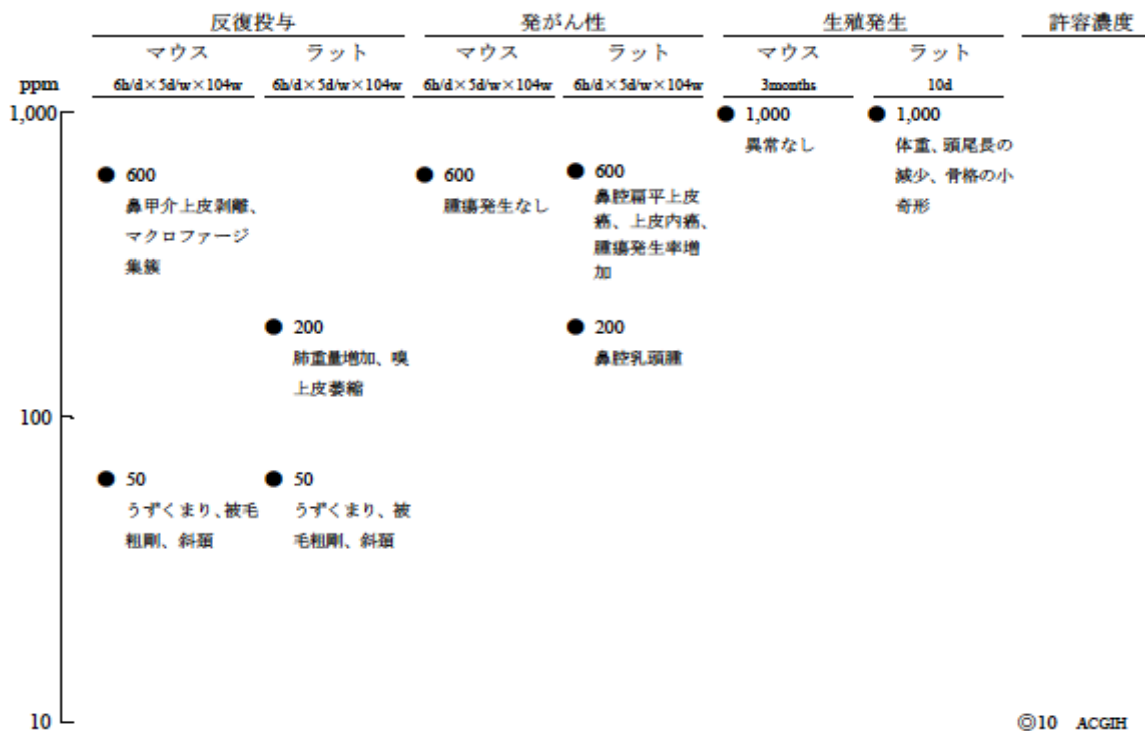 反復投与 発がん性 生殖発生 許容濃度
マウス ラット マウス ラット マウス ラット
ppm 6h/d×5d/w×104w 6h/d×5d/w×104w 6h/d×5d/w×104w 6h/d×5d/w×104w 3months 10d
1,000
● 1,000
異常なし
● 1,000
体重、頭尾長の
減少、骨格の小
奇形
● 600
鼻甲介上皮剥離、
マクロファージ
集簇
● 600
腫瘍発生なし
● 600
鼻腔扁平上皮
癌、上皮内癌、
腫瘍発生率増
加
● 200
肺重量増加、嗅
上皮萎縮
● 200
鼻腔乳頭腫
100
● 50
うずくまり、被毛
粗剛、斜頚
● 50
うずくまり、被
毛粗剛、斜頚
10
◎10 ACGIH